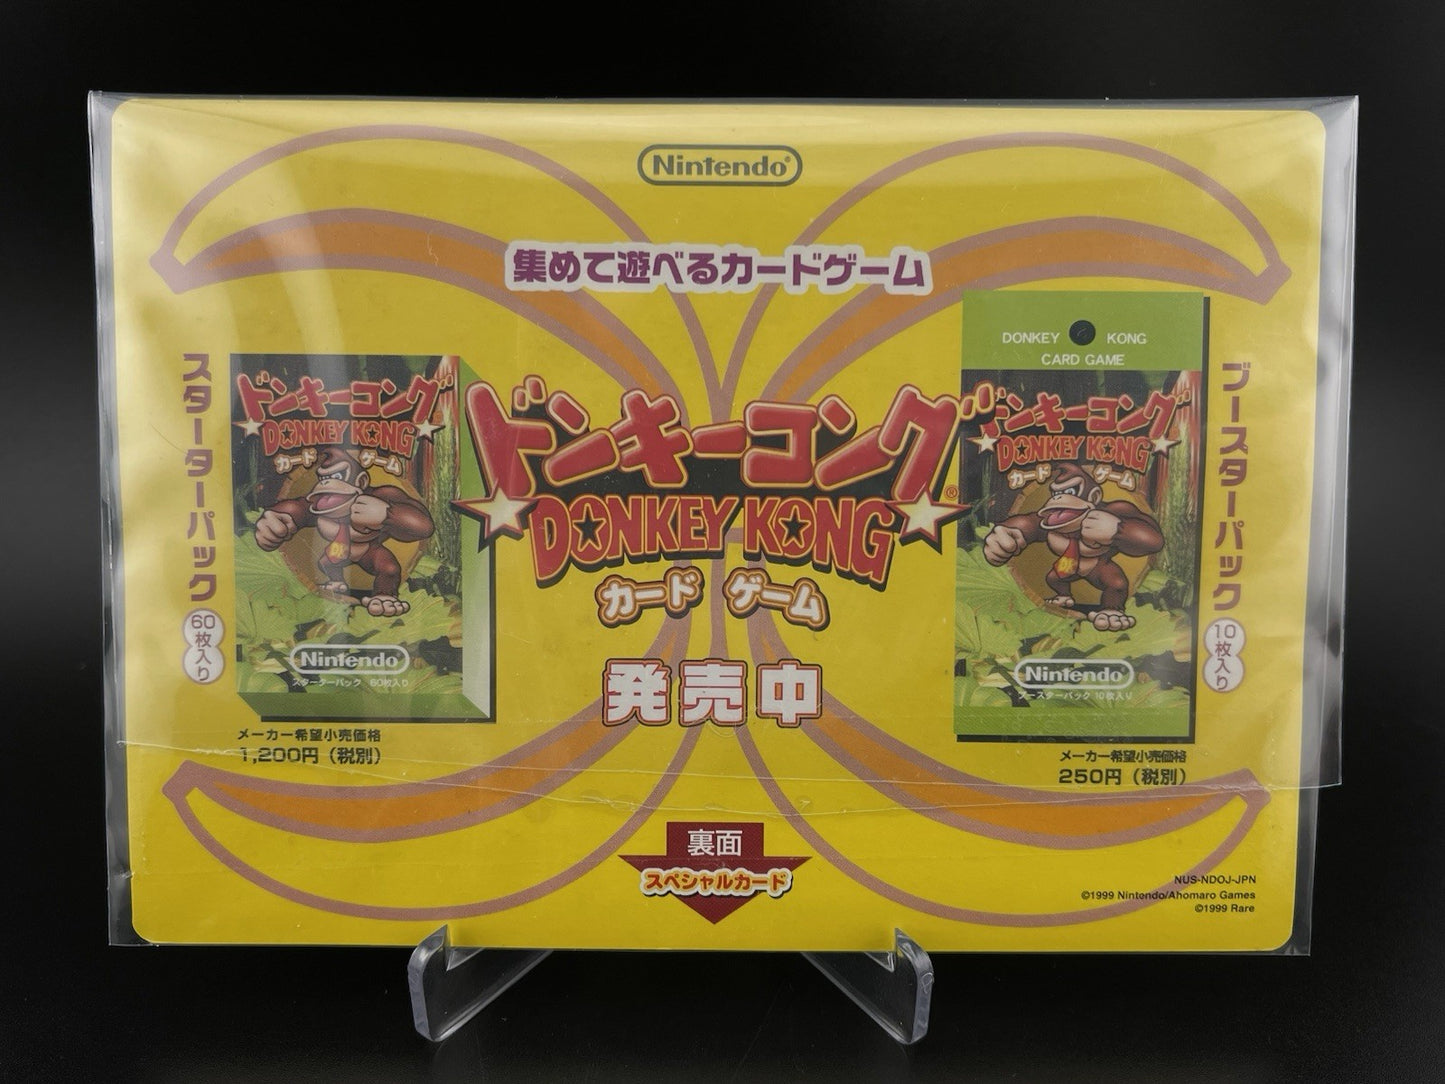 Nintendo®
集めて遊べるカードゲーム
スターターパック
60枚入り
ドンキーコング
DONKEY KONG
カード ゲーム
Nintendo
スターターパック 60枚入り
メーカー希望小売価格
1,200円（税別）
ドンキーコング®
DONKEY KONG
カード ゲーム
発売中
DONKEY KONG
CARD GAME
ドンキーコング
DONKEY KONG
カード ゲーム
Nintendo
ブースターパック 10枚入り
ブースターパック
10枚入り
メーカー希望小売価格
250円（税別）
裏面
スペシャルカード
NUS-NDOJ-JPN
©1999 Nintendo/Ahomaro Games
©1999 Rare